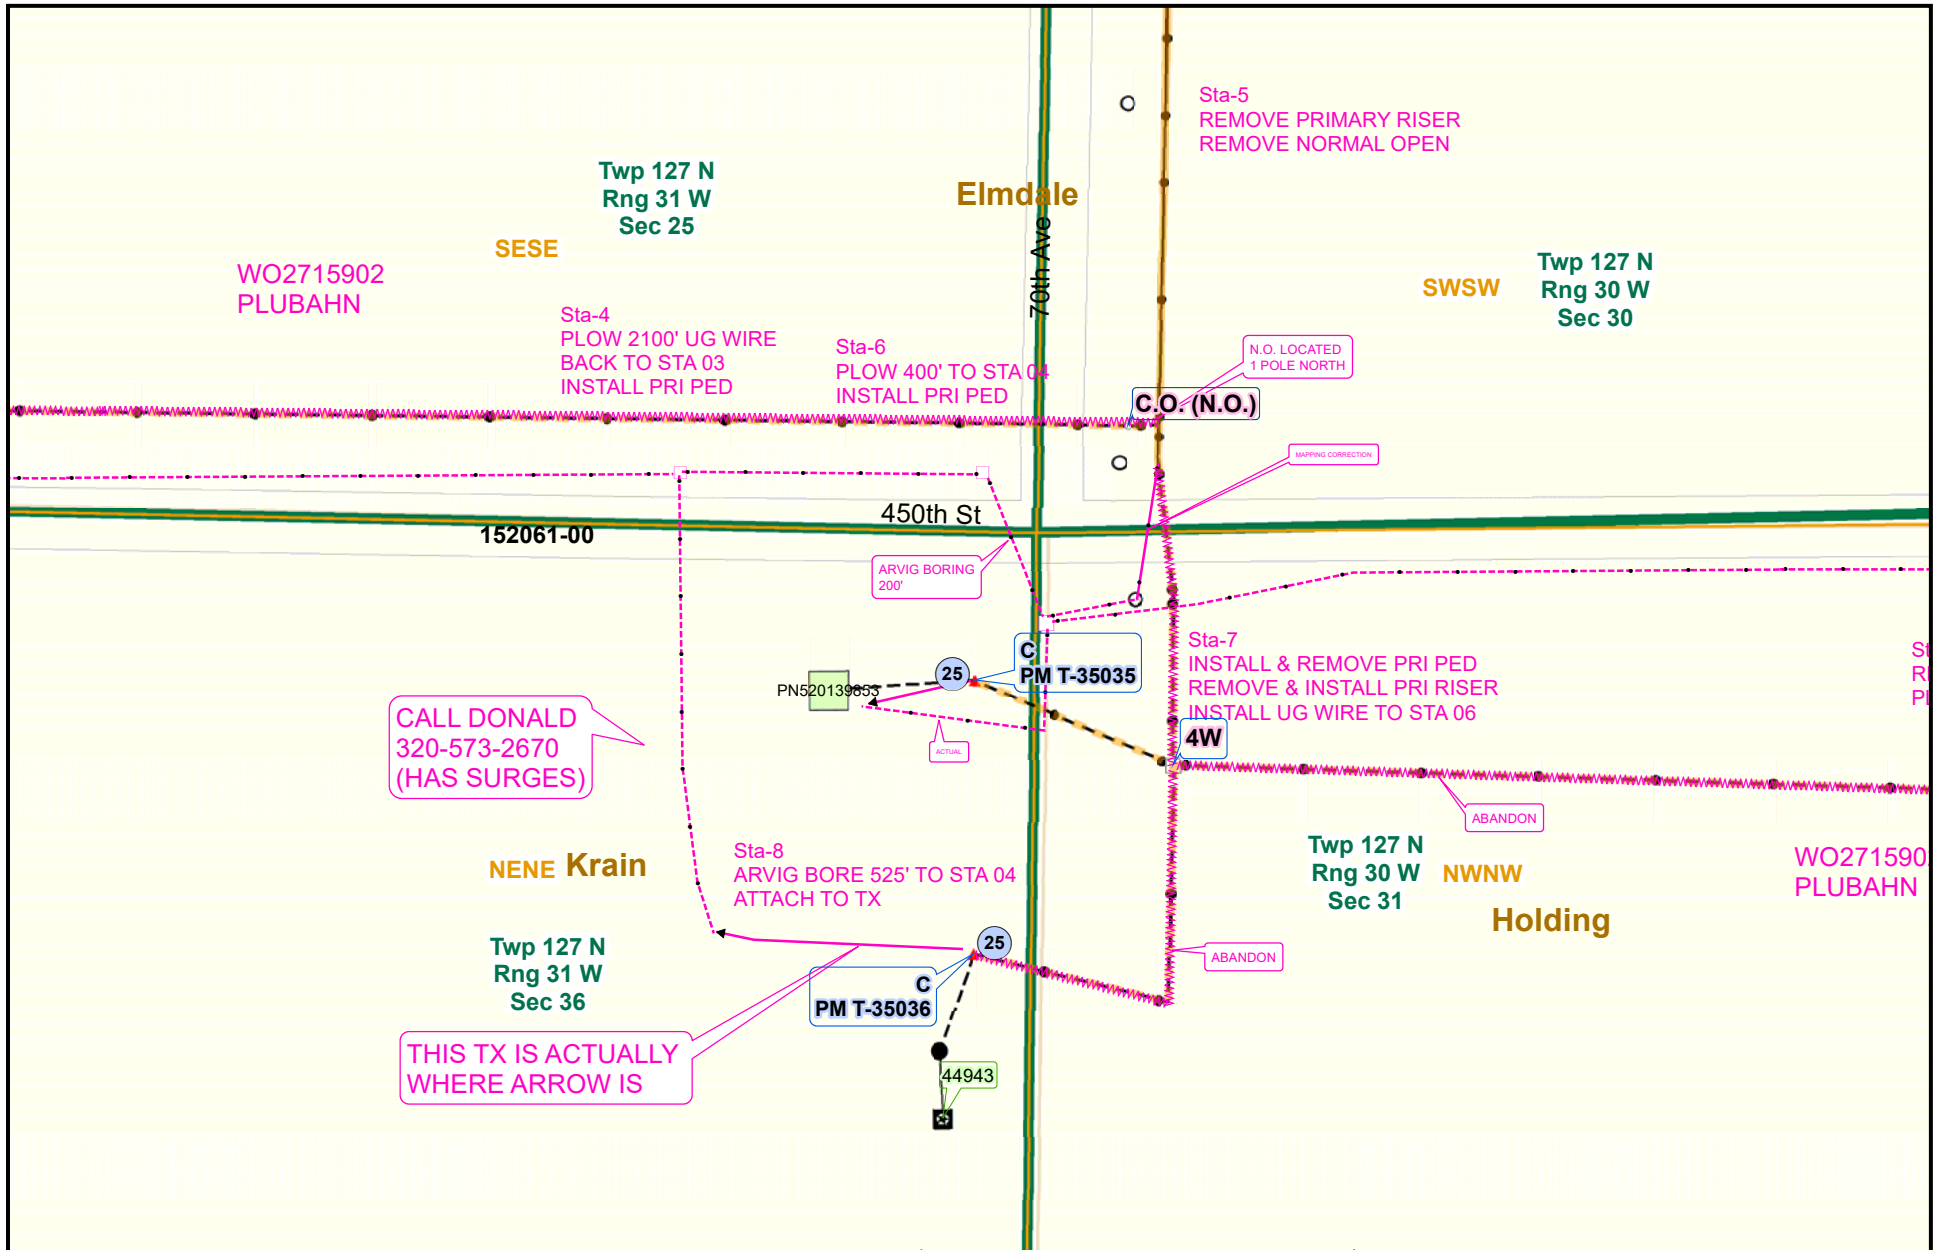 Sta-5
REMOVE PRIMARY RISER
REMOVE NORMAL OPEN
Twp 127 N
Rng 31 W
Sec 25
Elmdale
SESE
70th Ave
WO2715902
PLUBAHN
Twp 127 N
Rng 30 W
Sec 30
SWSW
Sta-4
PLOW 2100' UG WIRE
BACK TO STA 03
INSTALL PRI PED
Sta-6
PLOW 400' TO STA 04
INSTALL PRI PED
N.O. LOCATED
1 POLE NORTH
C.O. (N.O.)
MAPPING CORRECTION
450th St
152061-00
ARVIG BORING
200'
C
PM T-35035
25
PN520139853
Sta-7
INSTALL & REMOVE PRI PED
REMOVE & INSTALL PRI RISER
INSTALL UG WIRE TO STA 06
4W
CALL DONALD
320-573-2670
(HAS SURGES)
ACTUAL
ABANDON
Sta-8
ARVIG BORE 525' TO STA 04
ATTACH TO TX
NENE
Krain
Twp 127 N
Rng 30 W
Sec 31
NWNW
Holding
WO271590
PLUBAHN
Twp 127 N
Rng 31 W
Sec 36
25
C
PM T-35036
ABANDON
THIS TX IS ACTUALLY
WHERE ARROW IS
44943